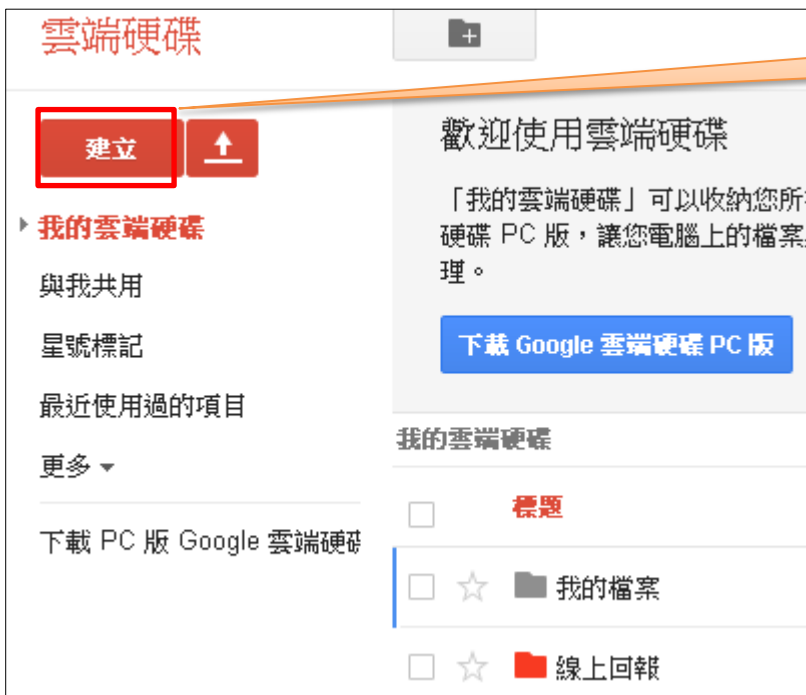 雲端硬碟
建立
我的雲端硬碟
與我共用
星號標記
最近使用過的項目
更多
下載 PC 版 Google 雲端硬碟
歡迎使用雲端硬碟
「我的雲端硬碟」可以收納您所
硬碟 PC 版，讓您電腦上的檔案
理。
下載 Google 雲端硬碟 PC 版
我的雲端硬碟
標題
我的檔案
線上回報